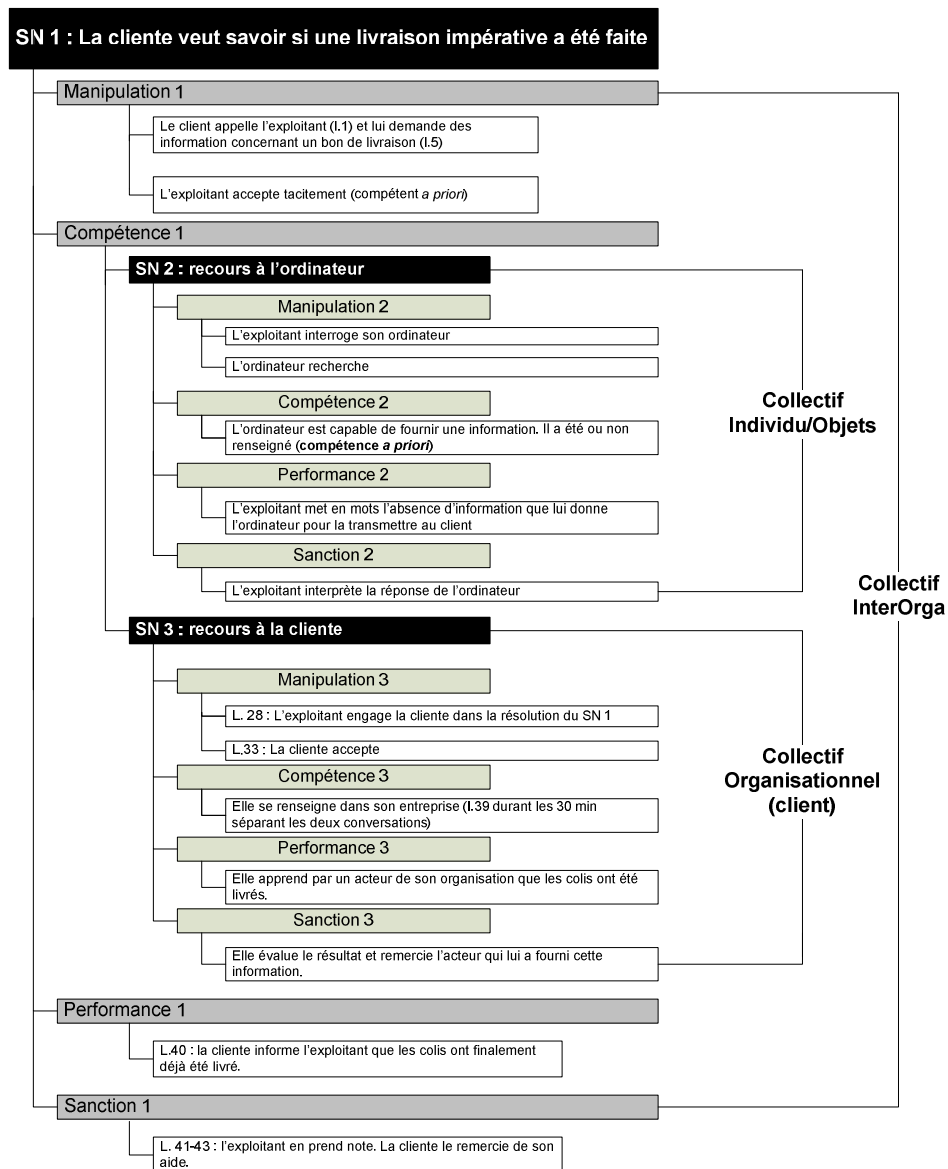 SN 1 : La cliente veut savoir si une livraison impérative a été faite
Manipulation 1
Le client appelle l'exploitant (l.1) et lui demande des
information concernant un bon de livraison (l.5)
L'exploitant accepte tacitement (compétent a priori)
Compétence 1
SN 2 : recours à l'ordinateur
Manipulation 2
L'exploitant interroge son ordinateur
L'ordinateur recherche
Compétence 2
L'ordinateur est capable de fournir une information. Il a été ou non
renseigné (compétence a priori)
Performance 2
L'exploitant met en mots l'absence d'information que lui donne
l'ordinateur pour la transmettre au client
Sanction 2
L'exploitant interprète la réponse de l'ordinateur
Collectif
Individu/Objets
SN 3 : recours à la cliente
Manipulation 3
L. 28 : L'exploitant engage la cliente dans la résolution du SN 1
L.33 : La cliente accepte
Compétence 3
Elle se renseigne dans son entreprise (l.39 durant les 30 min
séparant les deux conversations)
Performance 3
Elle apprend par un acteur de son organisation que les colis ont été
livrés.
Sanction 3
Elle évalue le résultat et remercie l'acteur qui lui a fourni cette
information.
Collectif
Organisationnel
(client)
Collectif
InterOrga
Performance 1
L.40 : la cliente informe l'exploitant que les colis ont finalement
déjà été livré.
Sanction 1
L. 41-43 : l'exploitant en prend note. La cliente le remercie de son
aide.